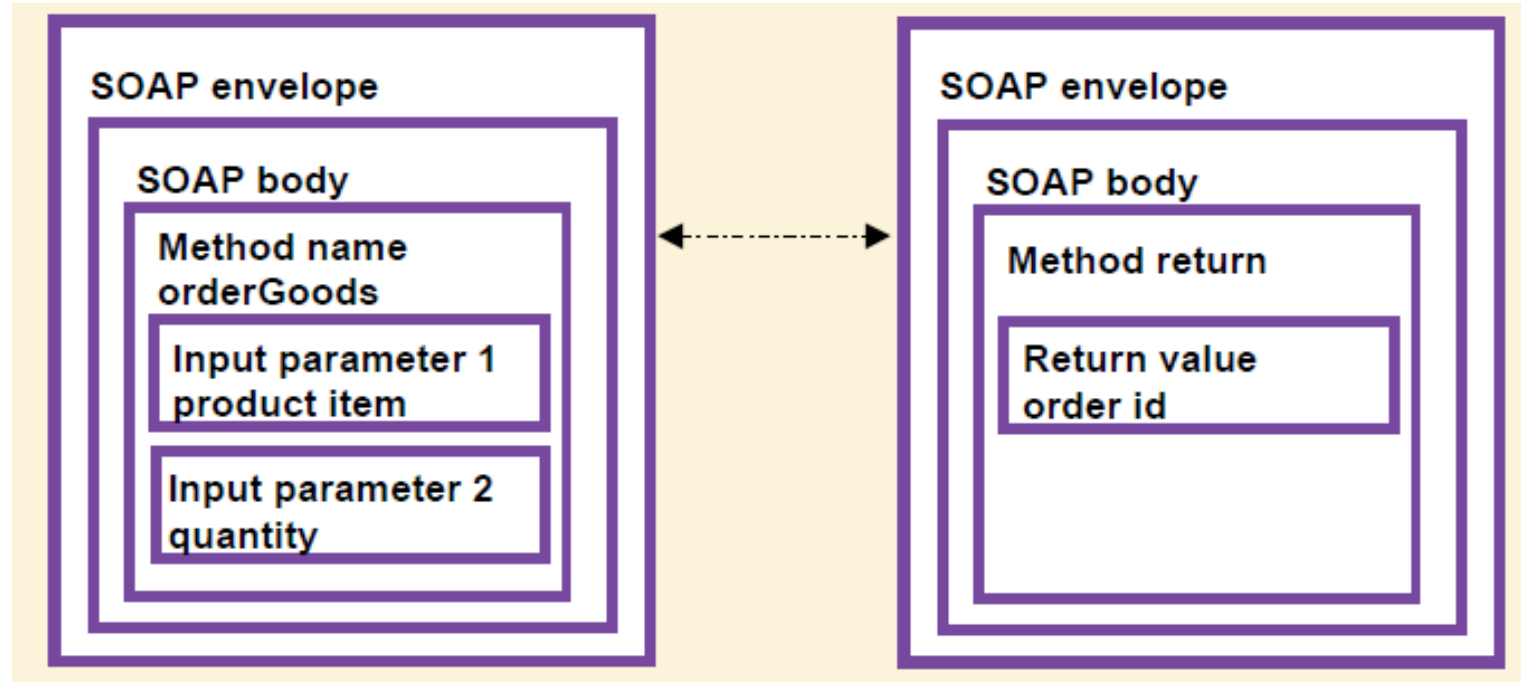 SOAP envelope
SOAP body
Method name
orderGoods
Input parameter 1
product item
Input parameter 2
quantity
SOAP envelope
SOAP body
Method return
Return value
order id